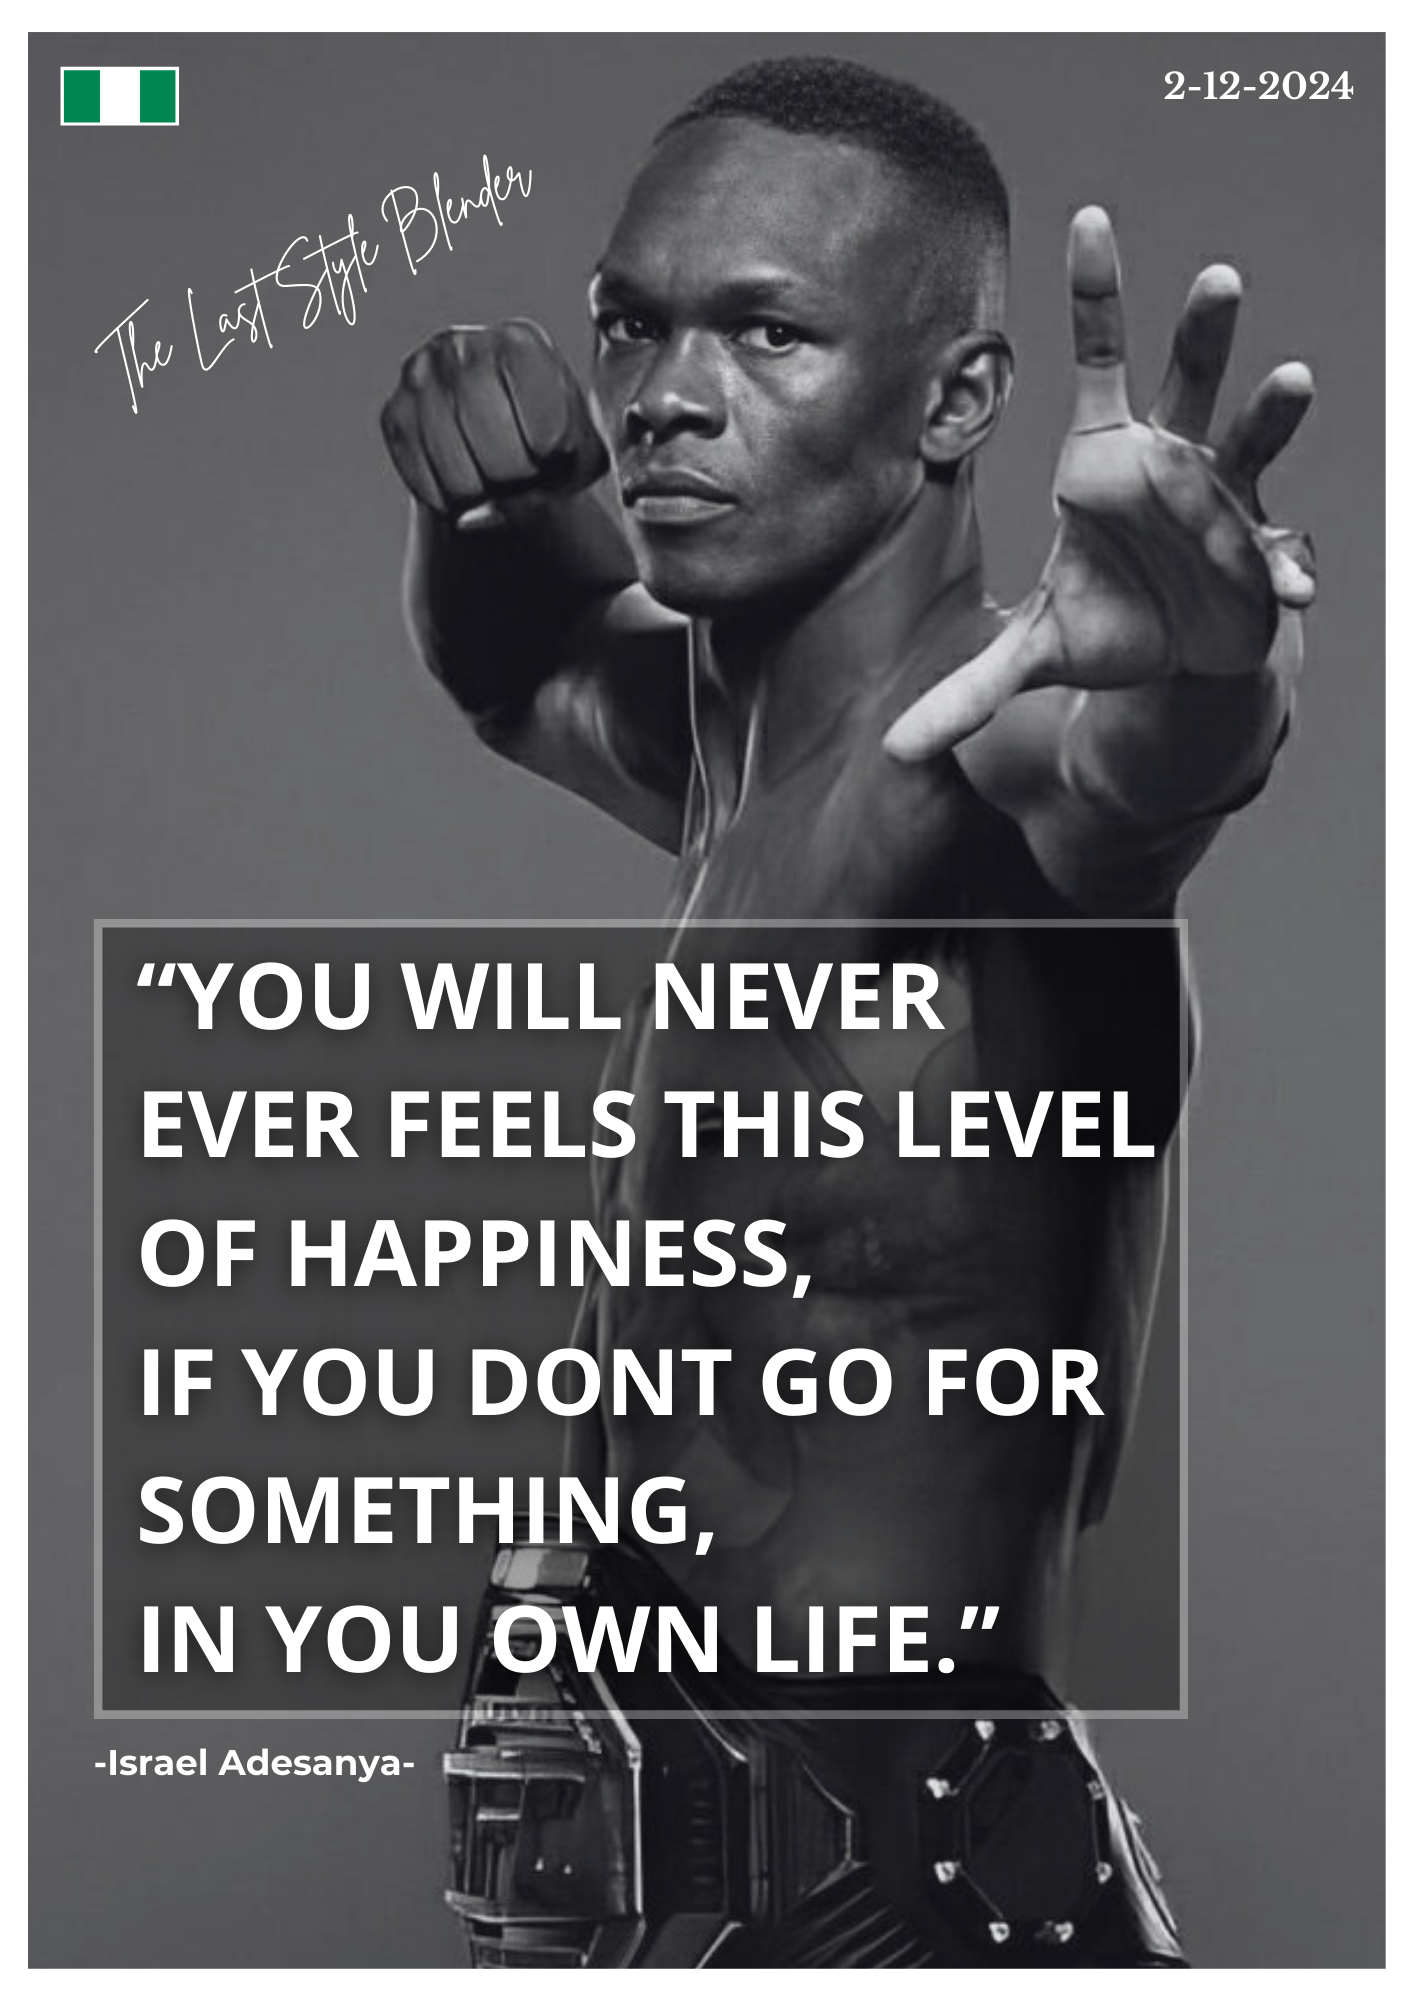 2-12-2024
The Last Style Blender
“YOU WILL NEVER
EVER FEELS THIS LEVEL
OF HAPPINESS,
IF YOU DONT GO FOR
SOMETHING,
IN YOU OWN LIFE.”
-Israel Adesanya-